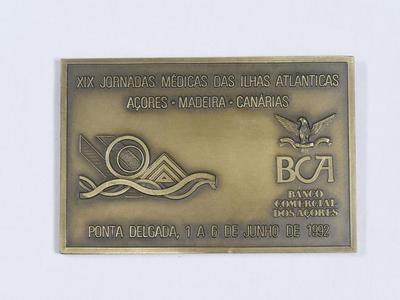 XIX JORNADAS MÉDICAS DAS ILHAS ATLANTICAS
AÇORES • MADEIRA • CANÁRIAS
BCA
BANCO
COMERCIAL
DOS AÇORES
PONTA DELGADA, 1 A 6 DE JUNHO DE 1992